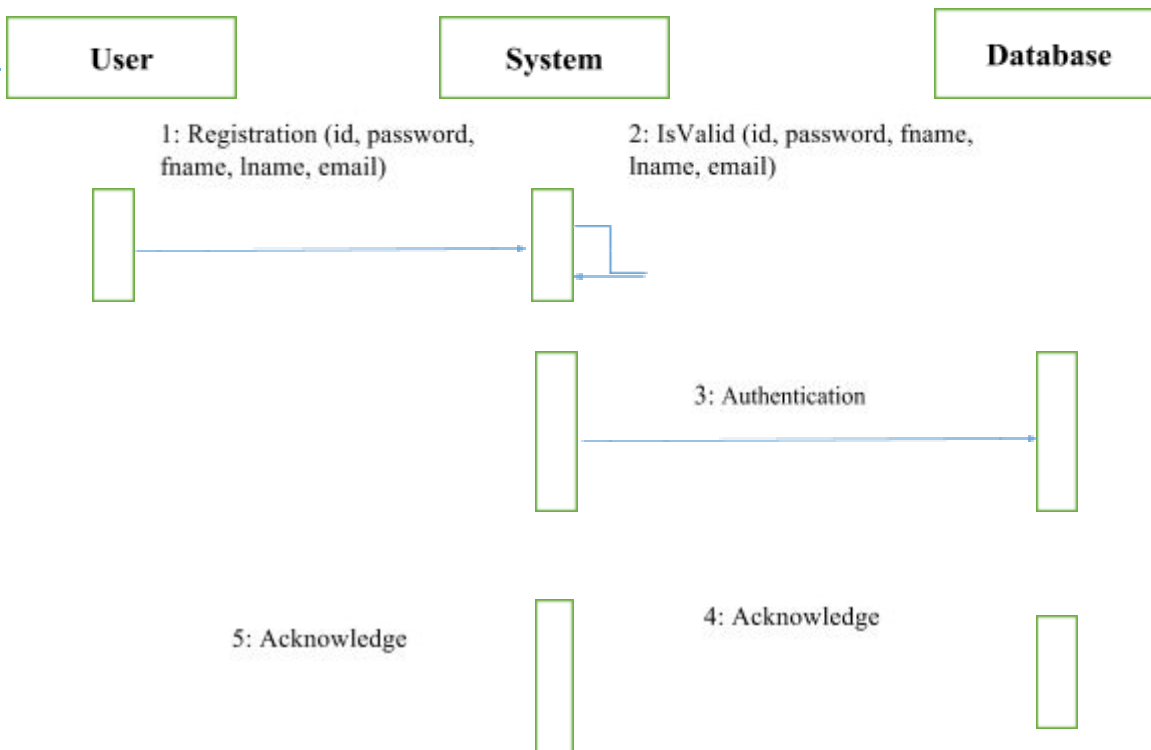 User
System
Database
1: Registration (id, password,
fname, lname, email)
2: IsValid (id, password, fname,
lname, email)
3: Authentication
4: Acknowledge
5: Acknowledge